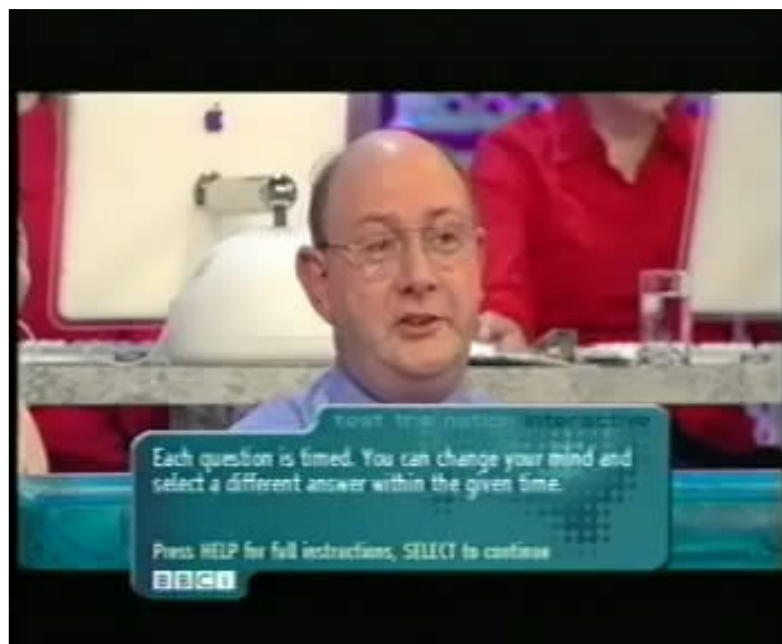 test the nation interactive
Each question is timed. You can change your mind and
select a different answer within the given time.
Press HELP for full instructions, SELECT to continue
BBCi